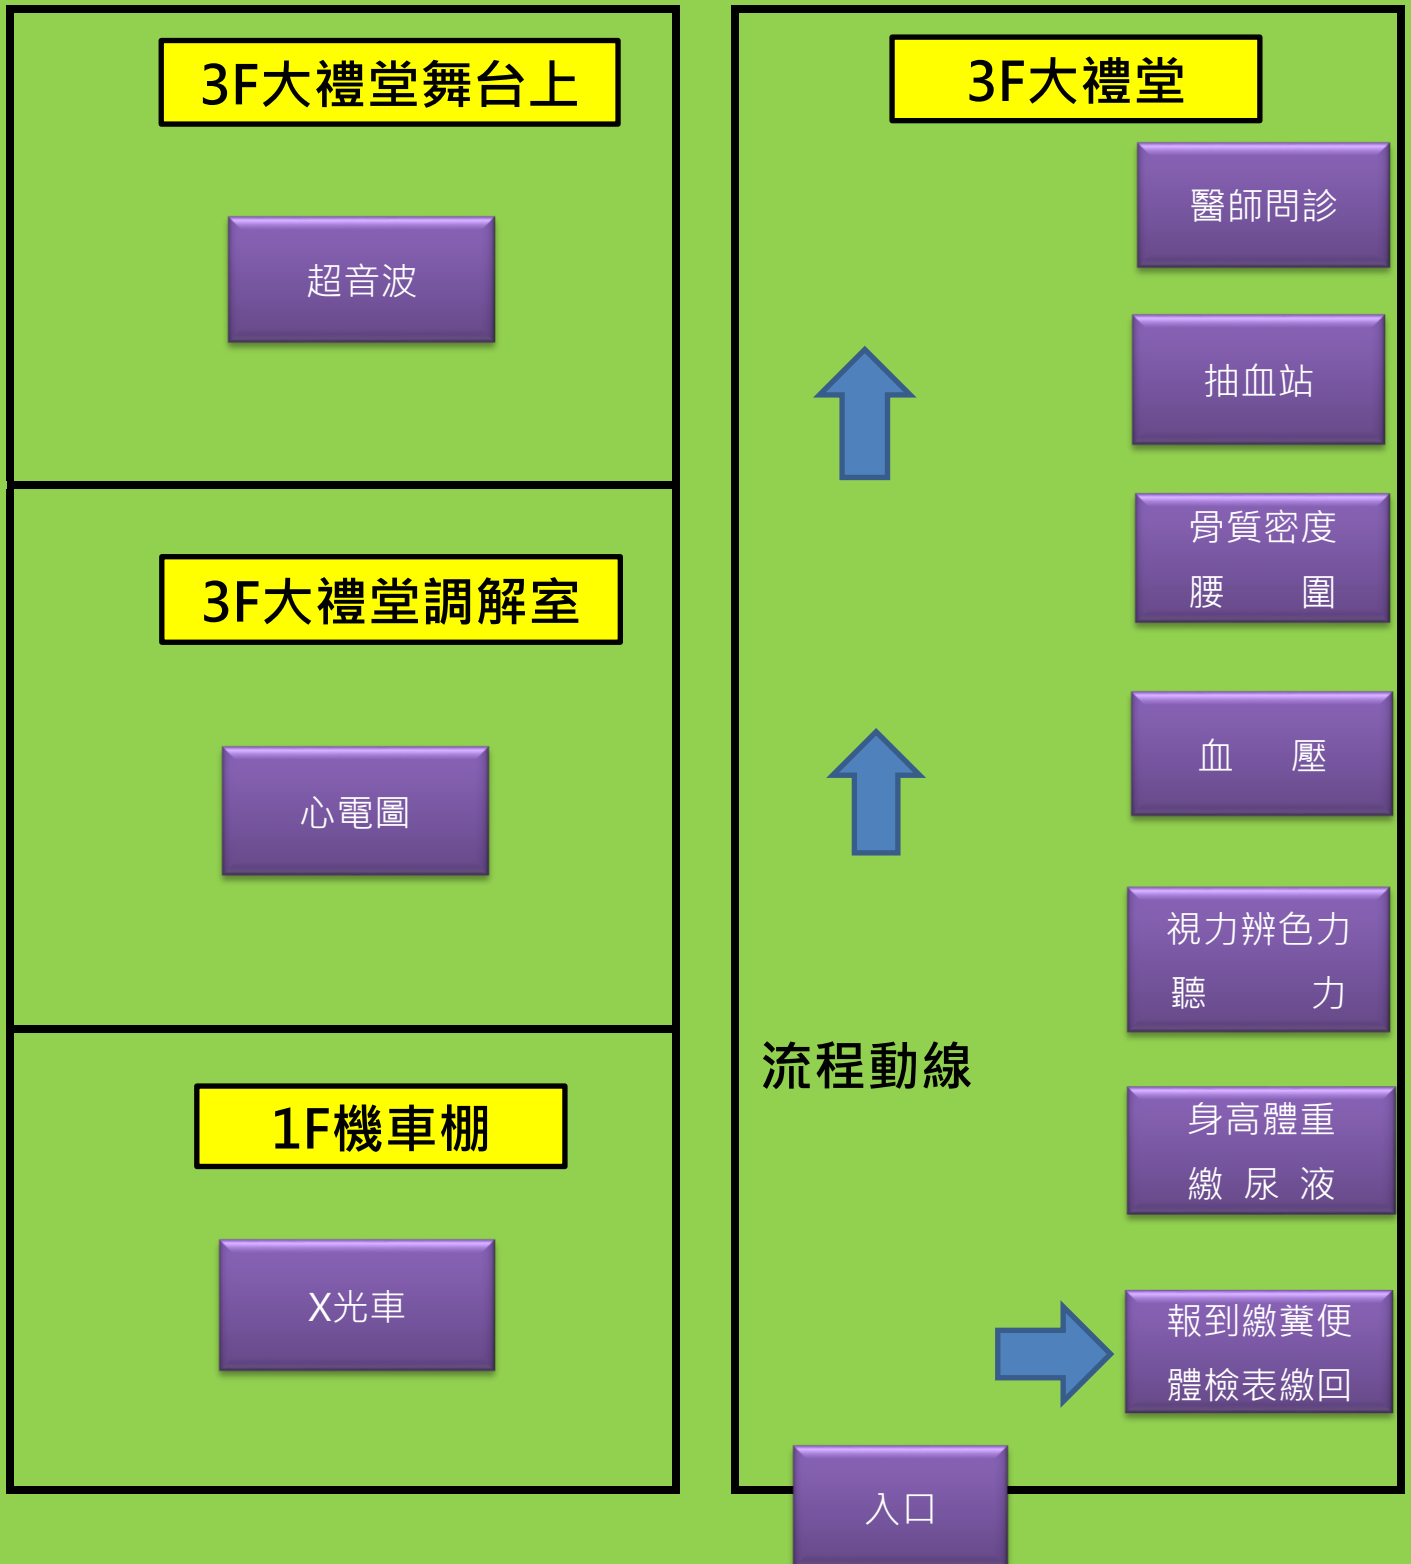 3F大禮堂舞台上
超音波
3F大禮堂調解室
心電圖
1F機車棚
X光車
3F大禮堂
醫師問診
抽血站
骨質密度
腰 圍
血 壓
視力辨色力
聽 力
流程動線
身高體重
繳 尿 液
報到繳糞便
體檢表繳回
入口